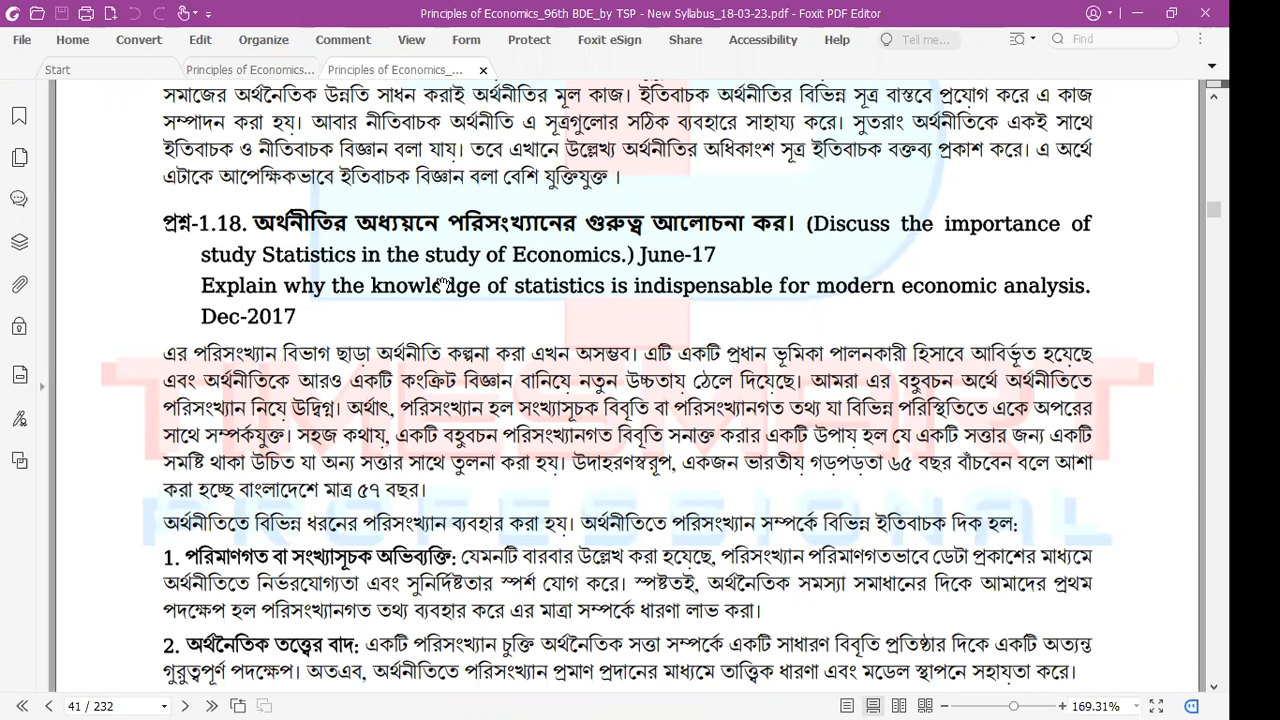 Principles of Economics_96th BDE_by TSP - New Syllabus_18-03-23.pdf - Foxit PDF Editor
File Home Convert Edit Organize Comment View Form Protect Foxit eSign Share Accessibility Help Tell me... Find
Start Principles of Economics... Principles of Economics_...
সমাজের অর্থনৈতিক উন্নতি সাধন করাই অর্থনীতির মূল কাজ। ইতিবাচক অর্থনীতির বিভিন্ন সূত্র বাস্তবে প্রয়োগ করে এ কাজ
সম্পাদন করা হয়। আবার নীতিবাচক অর্থনীতি এ সূত্রগুলোর সঠিক ব্যবহারে সাহায্য করে। সুতরাং অর্থনীতিকে একই সাথে
ইতিবাচক ও নীতিবাচক বিজ্ঞান বলা যায়। তবে এখানে উল্লেখ্য অর্থনীতির অধিকাংশ সূত্র ইতিবাচক বক্তব্য প্রকাশ করে। এ অর্থে
এটাকে আপেক্ষিকভাবে ইতিবাচক বিজ্ঞান বলা বেশি যুক্তিযুক্ত ।
প্রশ্ন-1.18. অর্থনীতির অধ্যয়নে পরিসংখ্যানের গুরুত্ব আলোচনা কর। (Discuss the importance of
study Statistics in the study of Economics.) June-17
Explain why the knowledge of statistics is indispensable for modern economic analysis.
Dec-2017
এর পরিসংখ্যান বিভাগ ছাড়া অর্থনীতি কল্পনা করা এখন অসম্ভব। এটি একটি প্রধান ভূমিকা পালনকারী হিসাবে আবির্ভূত হয়েছে
এবং অর্থনীতিকে আরও একটি কংক্রিট বিজ্ঞান বানিয়ে নতুন উচ্চতায় ঠেলে দিয়েছে। আমরা এর বহুবচন অর্থে অর্থনীতিতে
পরিসংখ্যান নিয়ে উদ্বিগ্ন। অর্থাৎ, পরিসংখ্যান হল সংখ্যাসূচক বিবৃতি বা পরিসংখ্যানগত তথ্য যা বিভিন্ন পরিস্থিতিতে একে অপরের
সাথে সম্পর্কযুক্ত। সহজ কথায়, একটি বহুবচন পরিসংখ্যানগত বিবৃতি সনাক্ত করার একটি উপায় হল যে একটি সত্তার জন্য একটি
সমষ্টি থাকা উচিত যা অন্য সত্তার সাথে তুলনা করা হয়। উদাহরণস্বরূপ, একজন ভারতীয় গড়পড়তা ৬৫ বছর বাঁচবেন বলে আশা
করা হচ্ছে বাংলাদেশে মাত্র ৫৭ বছর।
অর্থনীতিতে বিভিন্ন ধরনের পরিসংখ্যান ব্যবহার করা হয়। অর্থনীতিতে পরিসংখ্যান সম্পর্কে বিভিন্ন ইতিবাচক দিক হল:
1. পরিমাণগত বা সংখ্যাসূচক অভিব্যক্তি: যেমনটি বারবার উল্লেখ করা হয়েছে, পরিসংখ্যান পরিমাণগতভাবে ডেটা প্রকাশের মাধ্যমে
অর্থনীতিতে নির্ভরযোগ্যতা এবং সুনির্দিষ্টতার স্পর্শ যোগ করে। স্পষ্টতই, অর্থনৈতিক সমস্যা সমাধানের দিকে আমাদের প্রথম
পদক্ষেপ হল পরিসংখ্যানগত তথ্য ব্যবহার করে এর মাত্রা সম্পর্কে ধারণা লাভ করা।
2. অর্থনৈতিক তত্ত্বের বাদ: একটি পরিসংখ্যান চুক্তি অর্থনৈতিক সত্তা সম্পর্কে একটি সাধারণ বিবৃতি প্রতিষ্ঠার দিকে একটি অত্যন্ত
গুরুত্বপূর্ণ পদক্ষেপ। অতএব, অর্থনীতিতে পরিসংখ্যান প্রমাণ প্রদানের মাধ্যমে তাত্ত্বিক ধারণা এবং মডেল স্থাপনে সহায়তা করে।
TIMESMART
PROFESSIONAL
41 / 232 169.31%